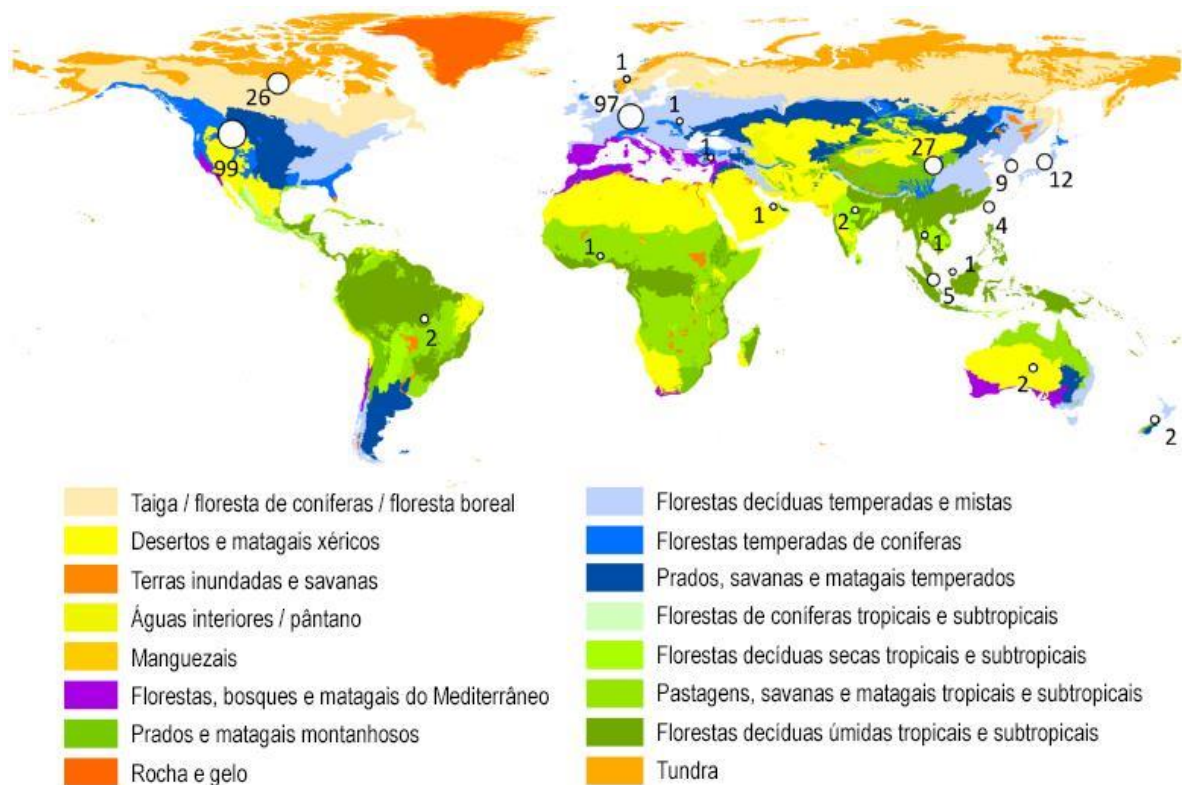 1
26
97
1
99
1
27
9
12
1
2
4
1
1
1
5
2
2
2
Taiga / floresta de coníferas / floresta boreal
Desertos e matagais xéricos
Terras inundadas e savanas
Águas interiores / pântano
Manguezais
Florestas, bosques e matagais do Mediterrâneo
Prados e matagais montanhosos
Rocha e gelo
Florestas decíduas temperadas e mistas
Florestas temperadas de coníferas
Prados, savanas e matagais temperados
Florestas de coníferas tropicais e subtropicais
Florestas decíduas secas tropicais e subtropicais
Pastagens, savanas e matagais tropicais e subtropicais
Florestas decíduas úmidas tropicais e subtropicais
Tundra